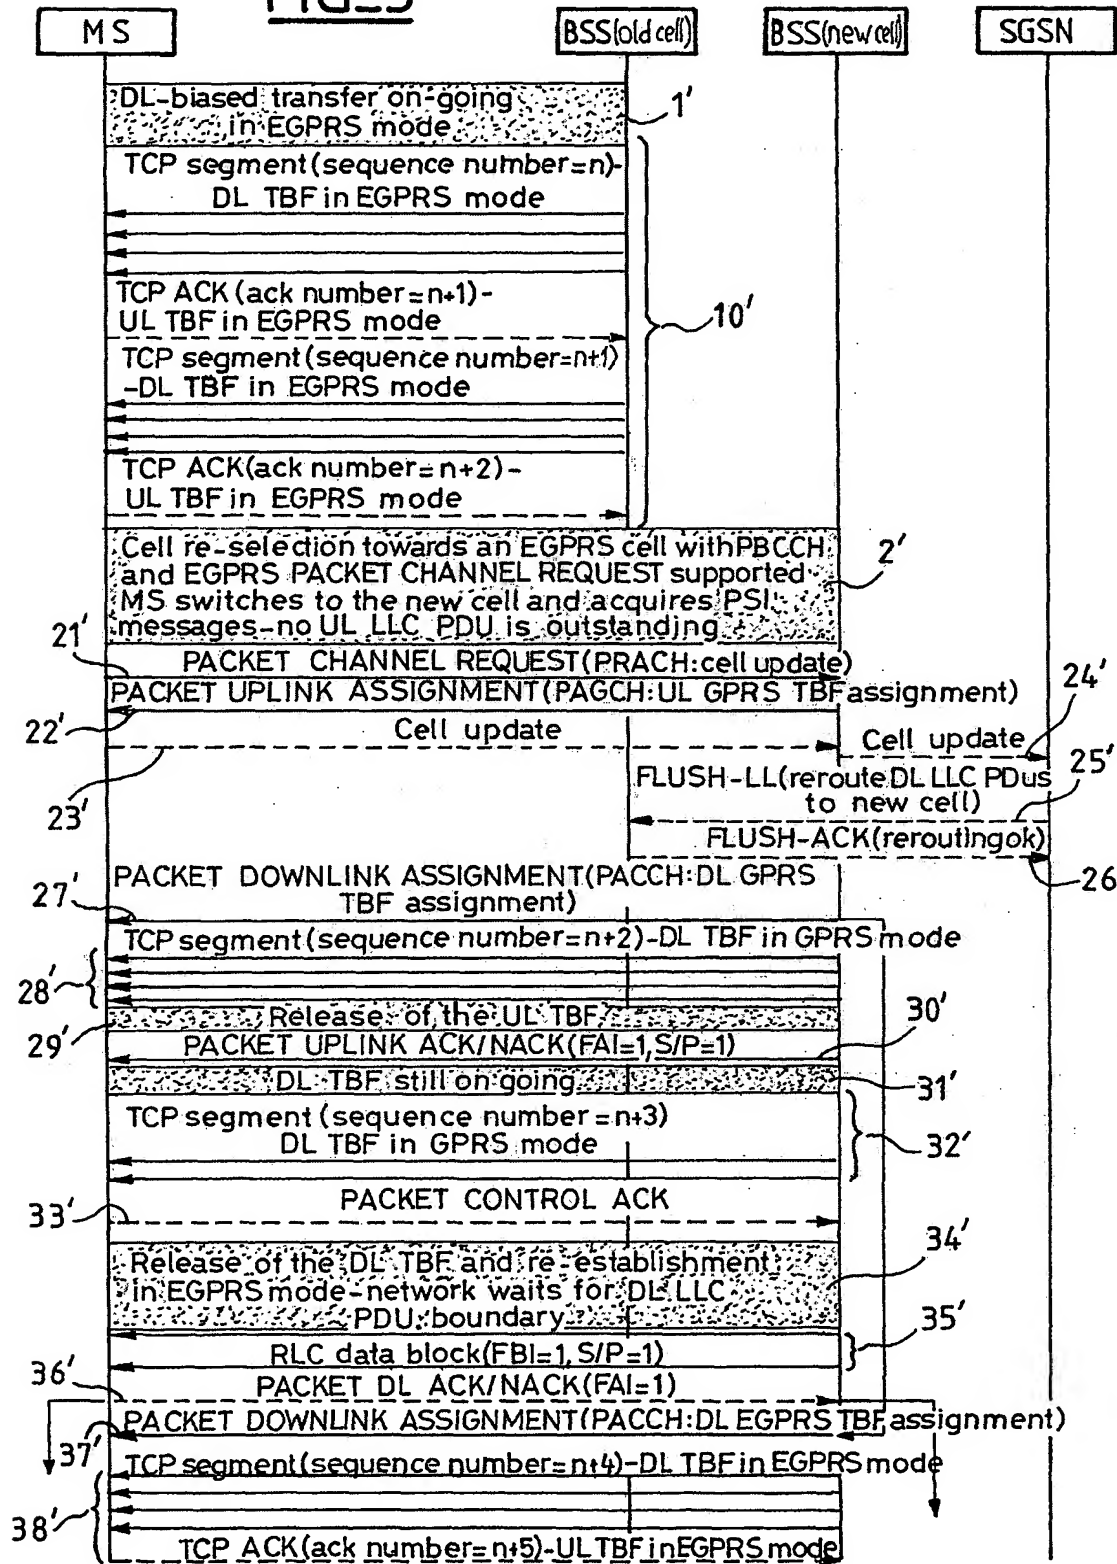 MS
BSS(old cell)
BSS(new cell)
SGSN
DL-biased transfer on-going
in EGPRS mode
1'
TCP segment(sequence number=n)-
DL TBF in EGPRS mode
TCP ACK(ack number=n+1)-
UL TBF in EGPRS mode
10'
TCP segment(sequence number=n+1)
-DL TBF in EGPRS mode
TCP ACK(ack number=n+2)-
UL TBF in EGPRS mode
Cell re-selection towards an EGPRS cell with PBCCH
and EGPRS PACKET CHANNEL REQUEST supported
MS switches to the new cell and acquires PSI
messages-no UL LLC PDU is outstanding
2'
21'
PACKET CHANNEL REQUEST(PRACH:cell update)
PACKET UPLINK ASSIGNMENT(PAGCH:UL GPRS TBF assignment)
24'
22'
Cell update
Cell update
25'
FLUSH-LL(reroute DL LLC PDus
to new cell)
23'
FLUSH-ACK(rerouting ok)
26
PACKET DOWNLINK ASSIGNMENT(PACCH:DL GPRS
TBF assignment)
27'
TCP segment(sequence number=n+2)-DL TBF in GPRS mode
28'
Release of the UL TBF
29'
30'
PACKET UPLINK ACK/NACK(FAI=1,S/P=1)
DL TBF still on going
31'
TCP segment (sequence number=n+3)
DL TBF in GPRS mode
32'
PACKET CONTROL ACK
33'
34'
Release of the DL TBF and re-establishment
in EGPRS mode-network waits for DL LLC
PDU boundary
35'
RLC data block(FBI=1,S/P=1)
36'
PACKET DL ACK/NACK(FAI=1)
PACKET DOWNLINK ASSIGNMENT(PACCH:DL EGPRS TBF assignment)
37'
TCP segment(sequence number=n+4)-DL TBF in EGPRS mode
38'
TCP ACK(ack number=n+5)-UL TBF in EGPRS mode